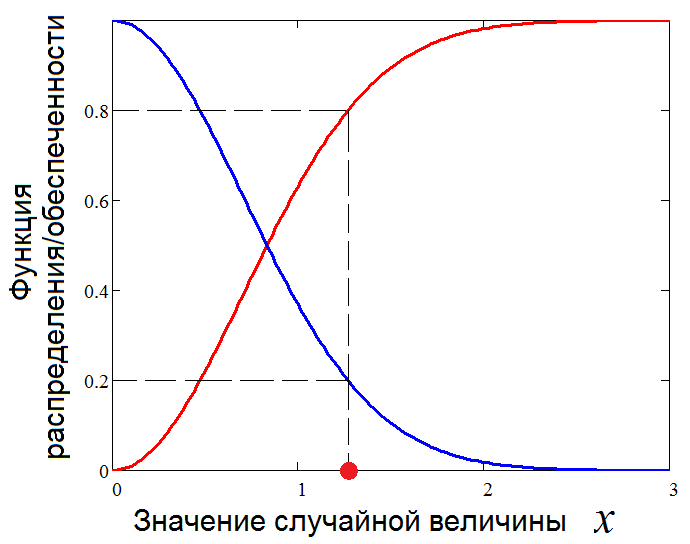 Функция
распределения/обеспеченности
0.8
0.6
0.4
0.2
0
0 1 2 3
Значение случайной величины x